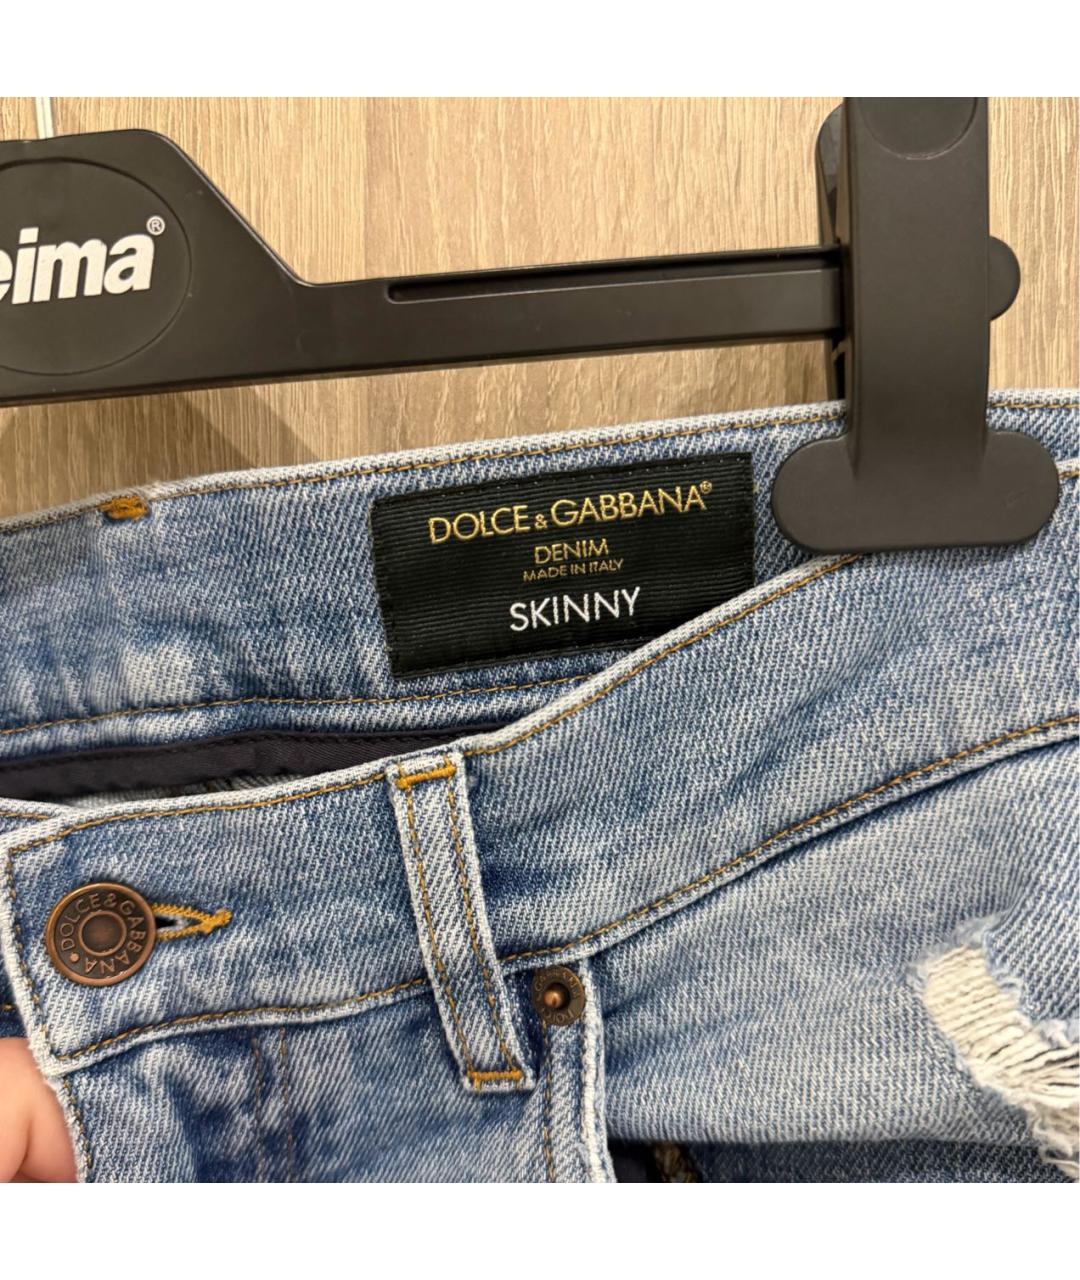 eima®
DOLCE & GABBANA®
DENIM
MADE IN ITALY
SKINNY
DOLCE & GABBANA